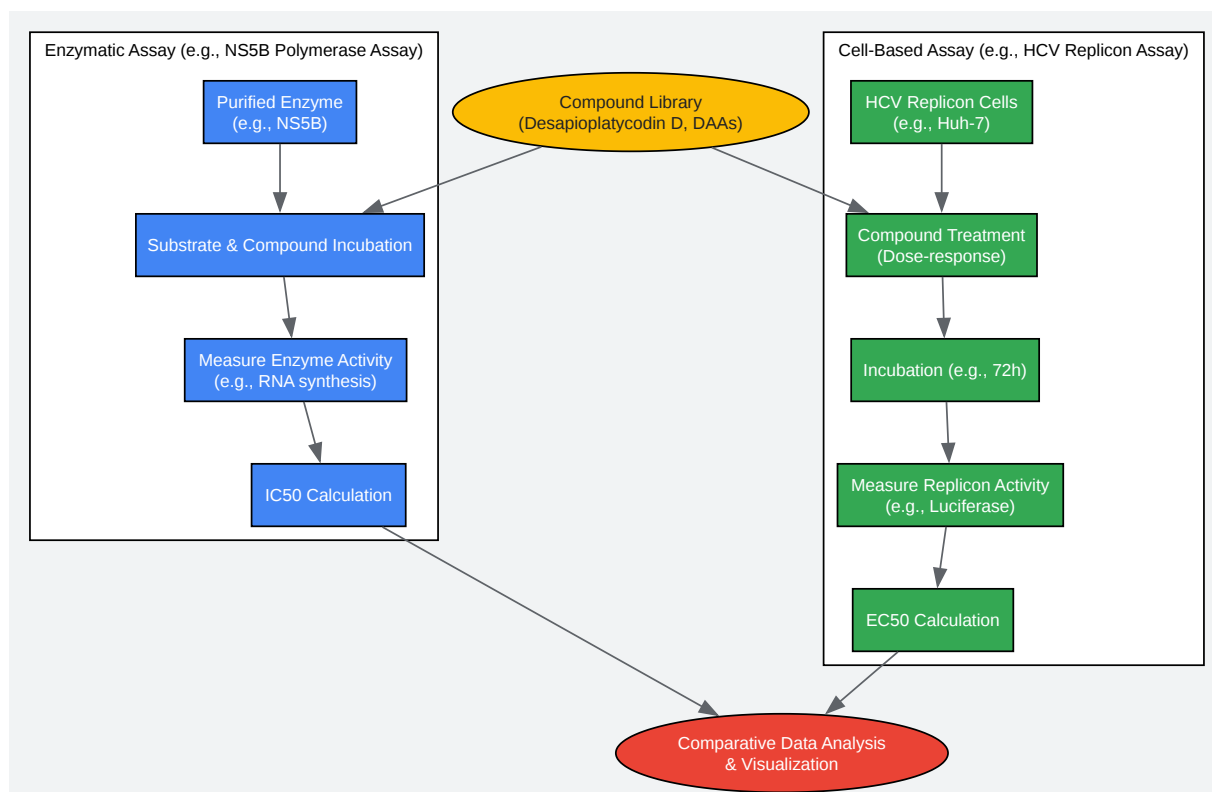 Enzymatic Assay (e.g., NS5B Polymerase Assay)
Purified Enzyme
(e.g., NS5B)
Substrate & Compound Incubation
Measure Enzyme Activity
(e.g., RNA synthesis)
IC50 Calculation
Compound Library
(Desapioplatycodin D, DAAs)
Cell-Based Assay (e.g., HCV Replicon Assay)
HCV Replicon Cells
(e.g., Huh-7)
Compound Treatment
(Dose-response)
Incubation (e.g., 72h)
Measure Replicon Activity
(e.g., Luciferase)
EC50 Calculation
Comparative Data Analysis
& Visualization